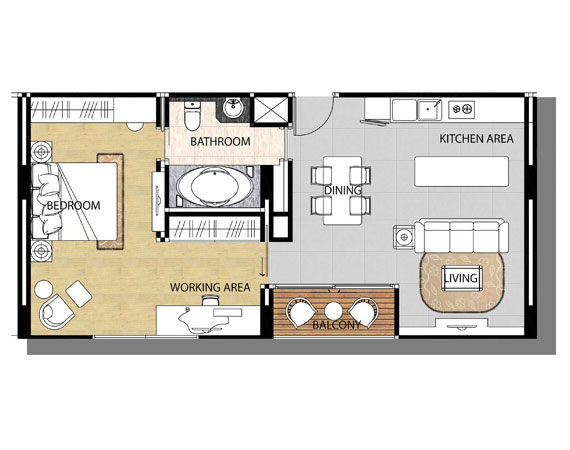 BATHROOM
KITCHEN AREA
DINING
BEDROOM
LIVING
WORKING AREA
BALCONY